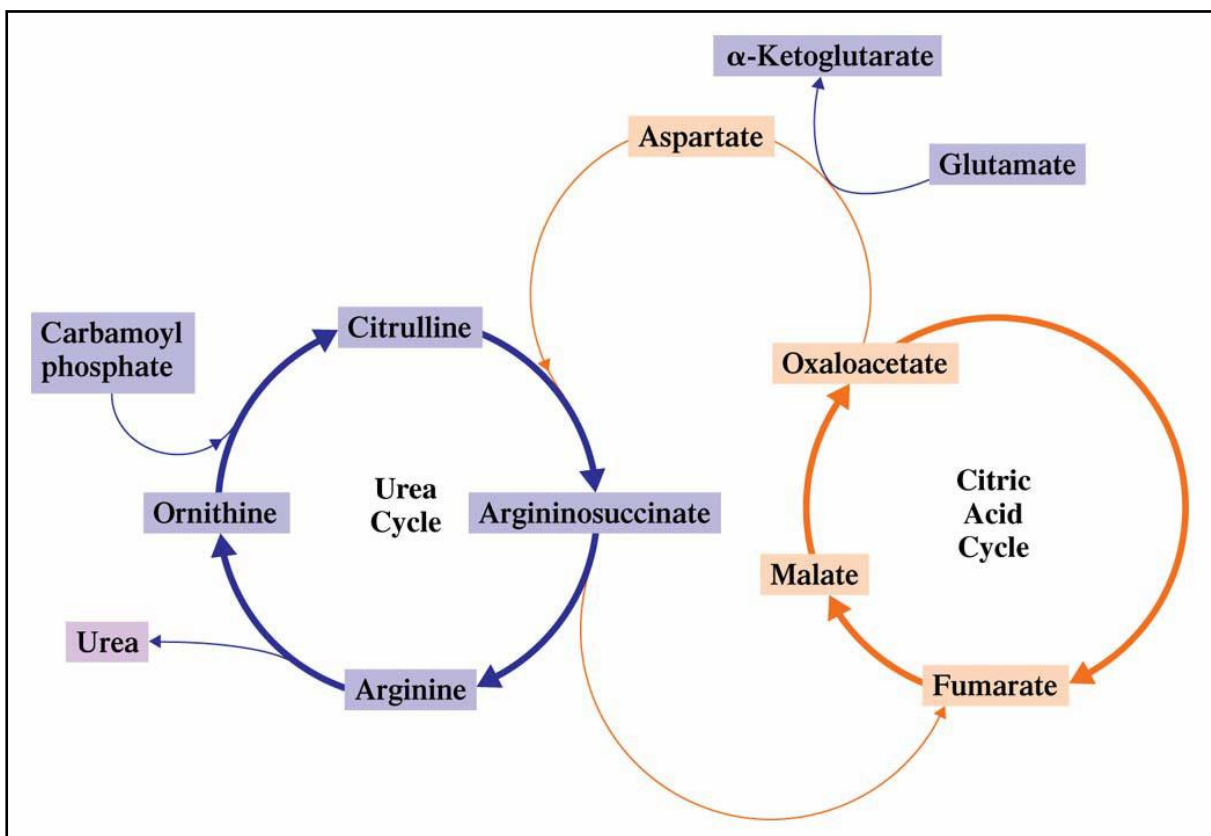 α-Ketoglutarate
Aspartate
Glutamate
Carbamoyl
phosphate
Citrulline
Oxaloacetate
Urea
Cycle
Citric
Acid
Cycle
Ornithine
Argininosuccinate
Malate
Urea
Arginine
Fumarate